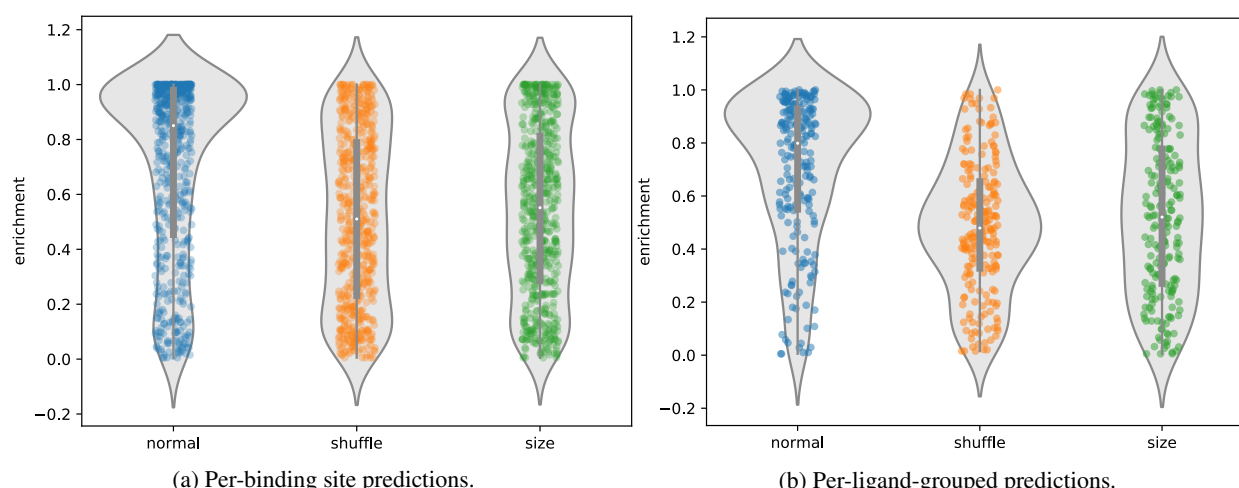 1.2
1.0
0.8
0.6
0.4
0.2
0.0
−0.2
enrichment
normal
shuffle
size
(a) Per-binding site predictions.
1.2
1.0
0.8
0.6
0.4
0.2
0.0
−0.2
enrichment
normal
shuffle
size
(b) Per-ligand-grouped predictions.